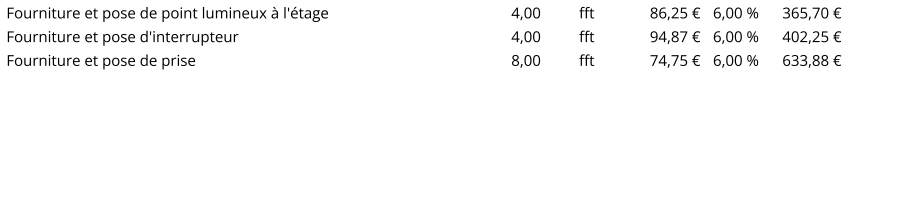 Fourniture et pose de point lumineux à l'étage 4,00 fft 86,25 € 6,00 % 365,70 €
Fourniture et pose d'interrupteur 4,00 fft 94,87 € 6,00 % 402,25 €
Fourniture et pose de prise 8,00 fft 74,75 € 6,00 % 633,88 €